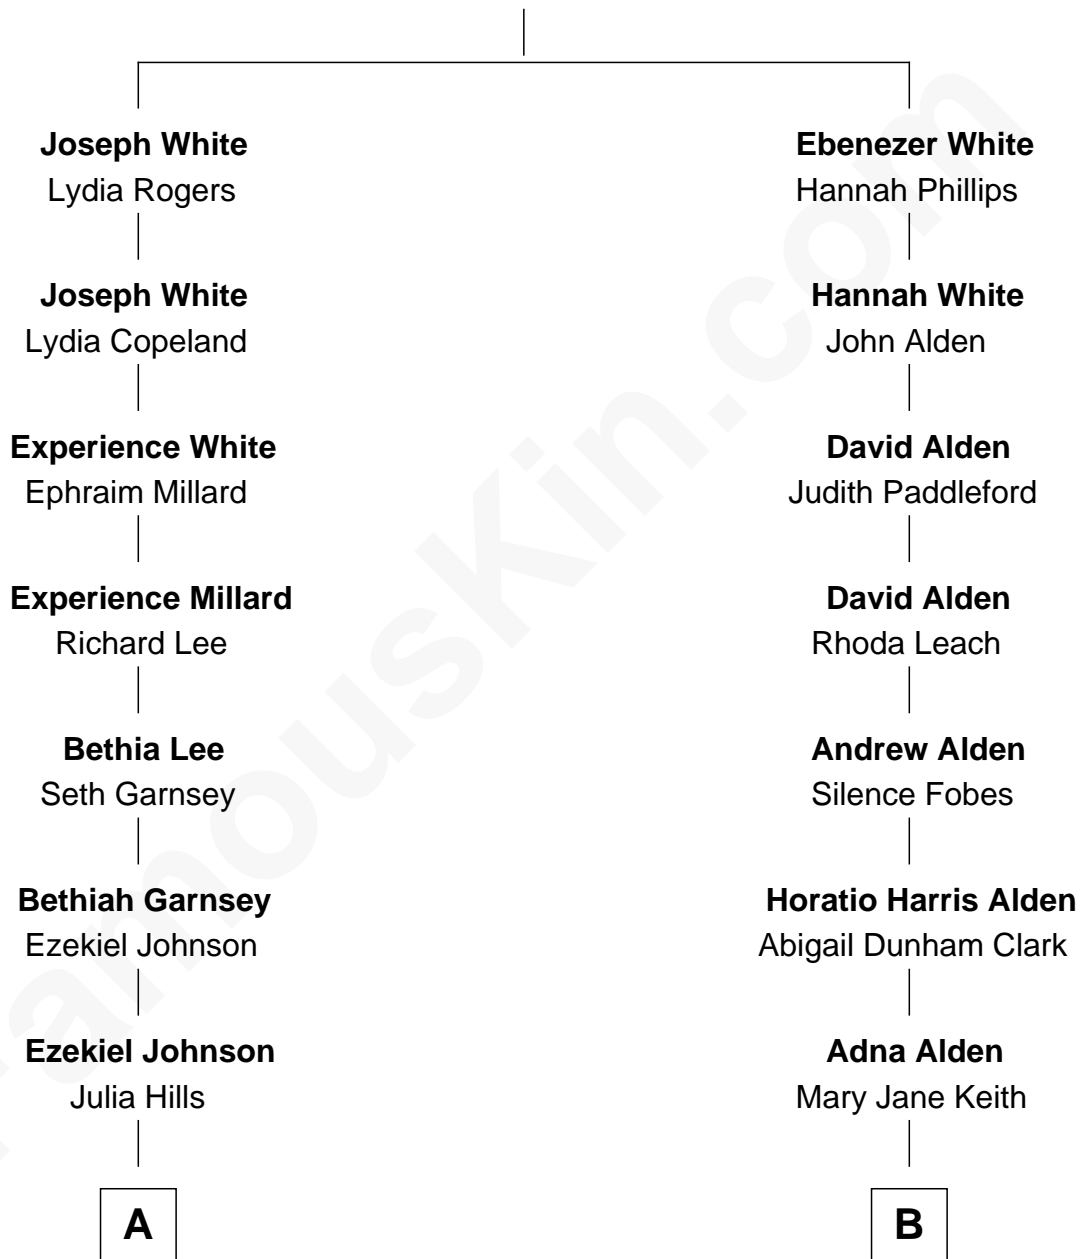 Joseph White
Lydia Rogers
Joseph White
Lydia Copeland
Experience White
Ephraim Millard
Experience Millard
Richard Lee
Bethia Lee
Seth Garnsey
Bethiah Garnsey
Ezekiel Johnson
Ezekiel Johnson
Julia Hills
A
Ebenezer White
Hannah Phillips
Hannah White
John Alden
David Alden
Judith Paddleford
David Alden
Rhoda Leach
Andrew Alden
Silence Fobes
Horatio Harris Alden
Abigail Dunham Clark
Adna Alden
Mary Jane Keith
B
FamousKin.com